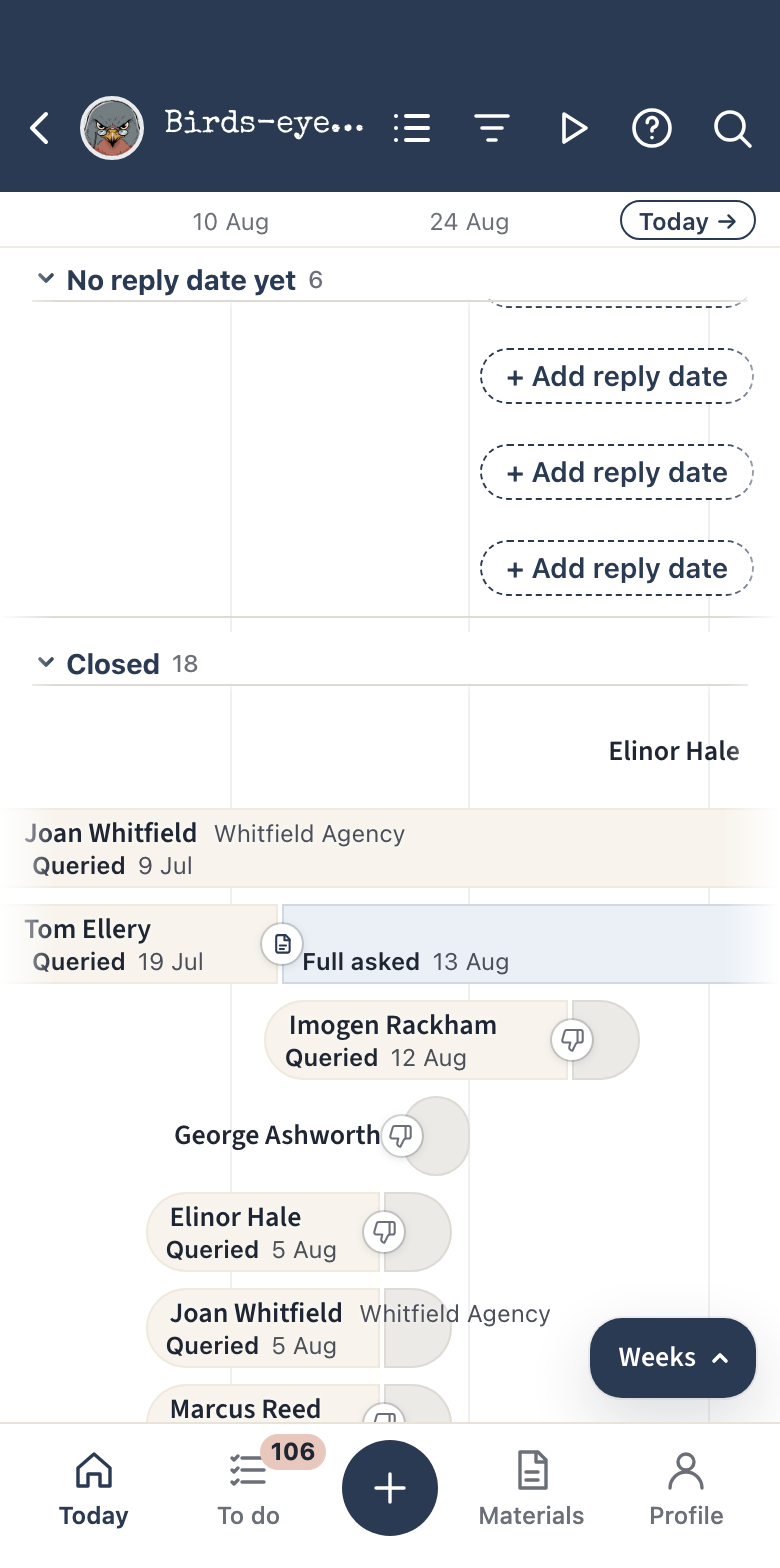 Birds-eye...
10 Aug 24 Aug Today →
No reply date yet 6
+ Add reply date
+ Add reply date
+ Add reply date
Closed 18
Elinor Hale
Joan Whitfield Whitfield Agency
Queried 9 Jul
Tom Ellery
Queried 19 Jul Full asked 13 Aug
Imogen Rackham
Queried 12 Aug
George Ashworth
Elinor Hale
Queried 5 Aug
Joan Whitfield Whitfield Agency
Queried 5 Aug
Weeks
Marcus Reed
106
Today To do Materials Profile